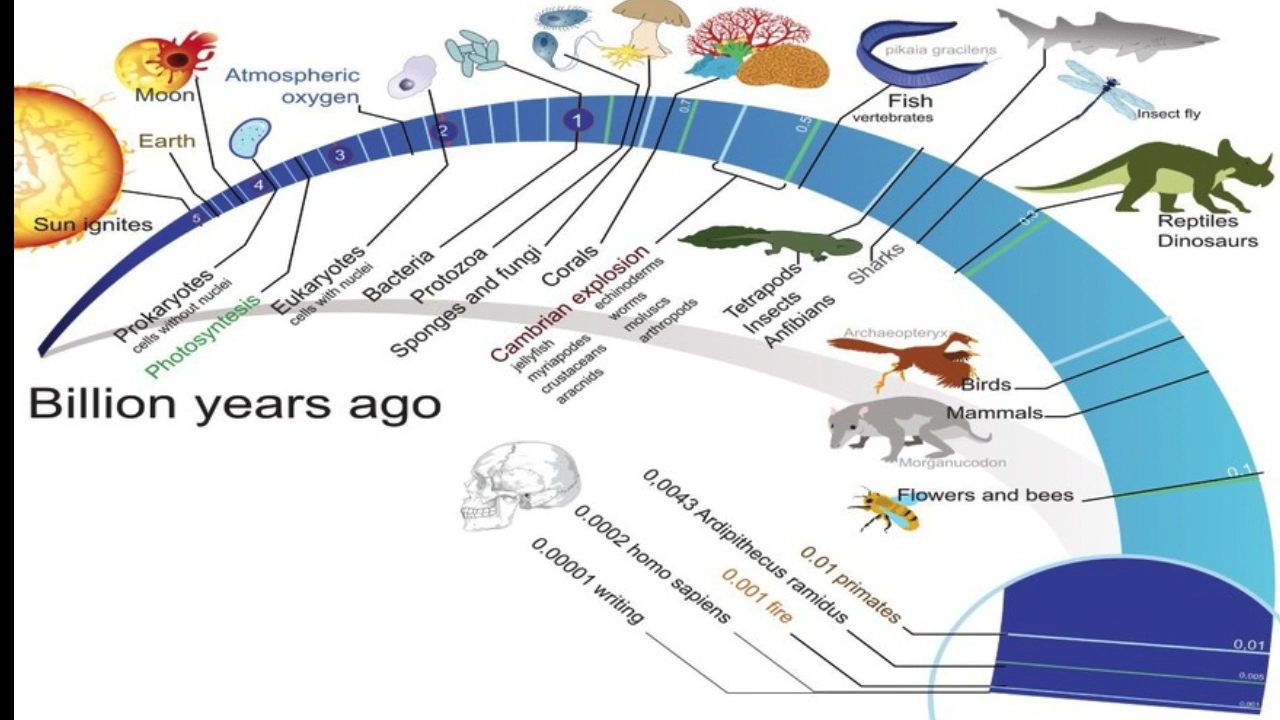 Moon
Atmospheric
oxygen
Earth
Sun ignites
5
4
3
2
1
0.7
0.5
0.3
0.1
pikaia gracilens
Fish
vertebrates
Insect fly
Reptiles
Dinosaurs
Prokaryotes
cells without nuclei
Photosyntesis
Eukaryotes
cells with nuclei
Bacteria
Protozoa
Sponges and fungi
Corals
Cambrian explosion
echinoderms
worms
moluscs
arthropods
jellyfish
myriapodes
crustaceans
aracnids
Tetrapods
Insects
Anfibians
Sharks
Archaeopteryx
Birds
Mammals
Morganucodon
Flowers and bees
Billion years ago
0,0043 Ardipithecus ramidus
0.0002 homo sapiens
0.00001 writing
0.01 primates
0.001 fire
0,01
0.005
0.001